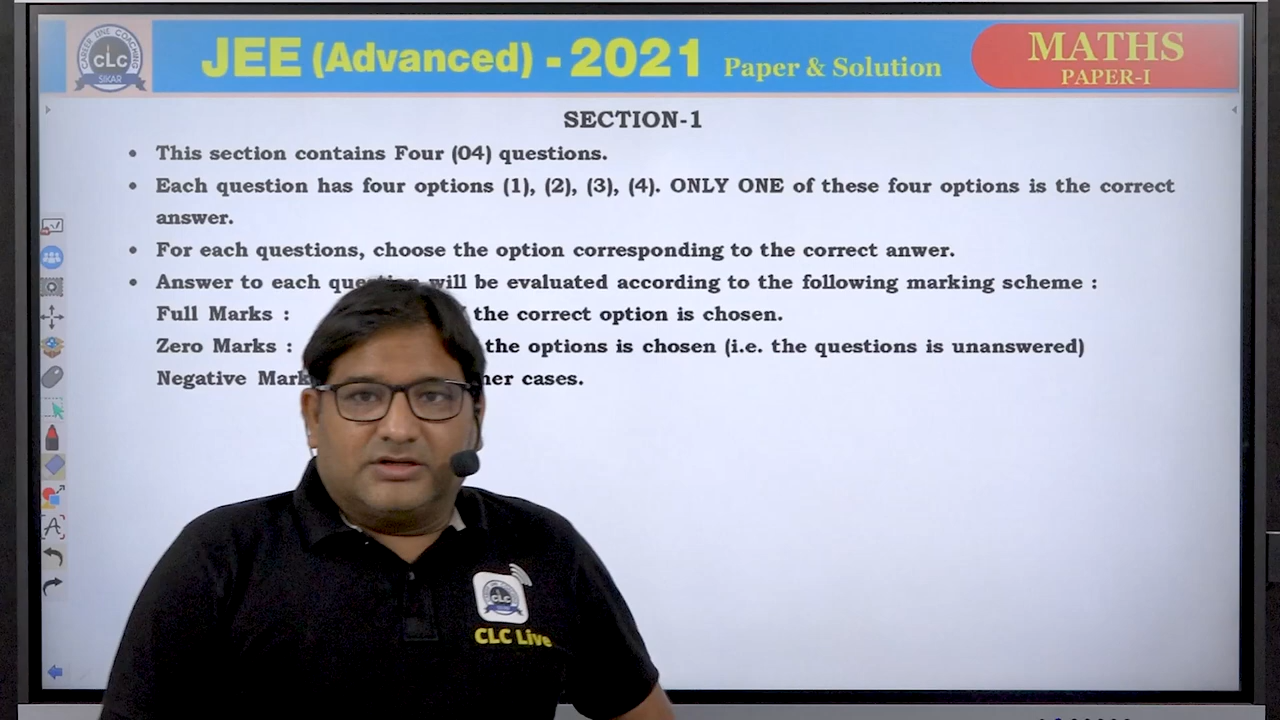 CAREER LINE COACHING
CLC
SIKAR
JEE (Advanced) - 2021 Paper & Solution
MATHS
PAPER-I
SECTION-1
• This section contains Four (04) questions.
• Each question has four options (1), (2), (3), (4). ONLY ONE of these four options is the correct
answer.
• For each questions, choose the option corresponding to the correct anwer.
• Answer to each will be evaluated according to the following marking scheme :
Full Marks : the correct option is chosen.
Zero Marks : the options is chosen (i.e. the questions is unanswered)
Negative cases.
CLC
CLC Live